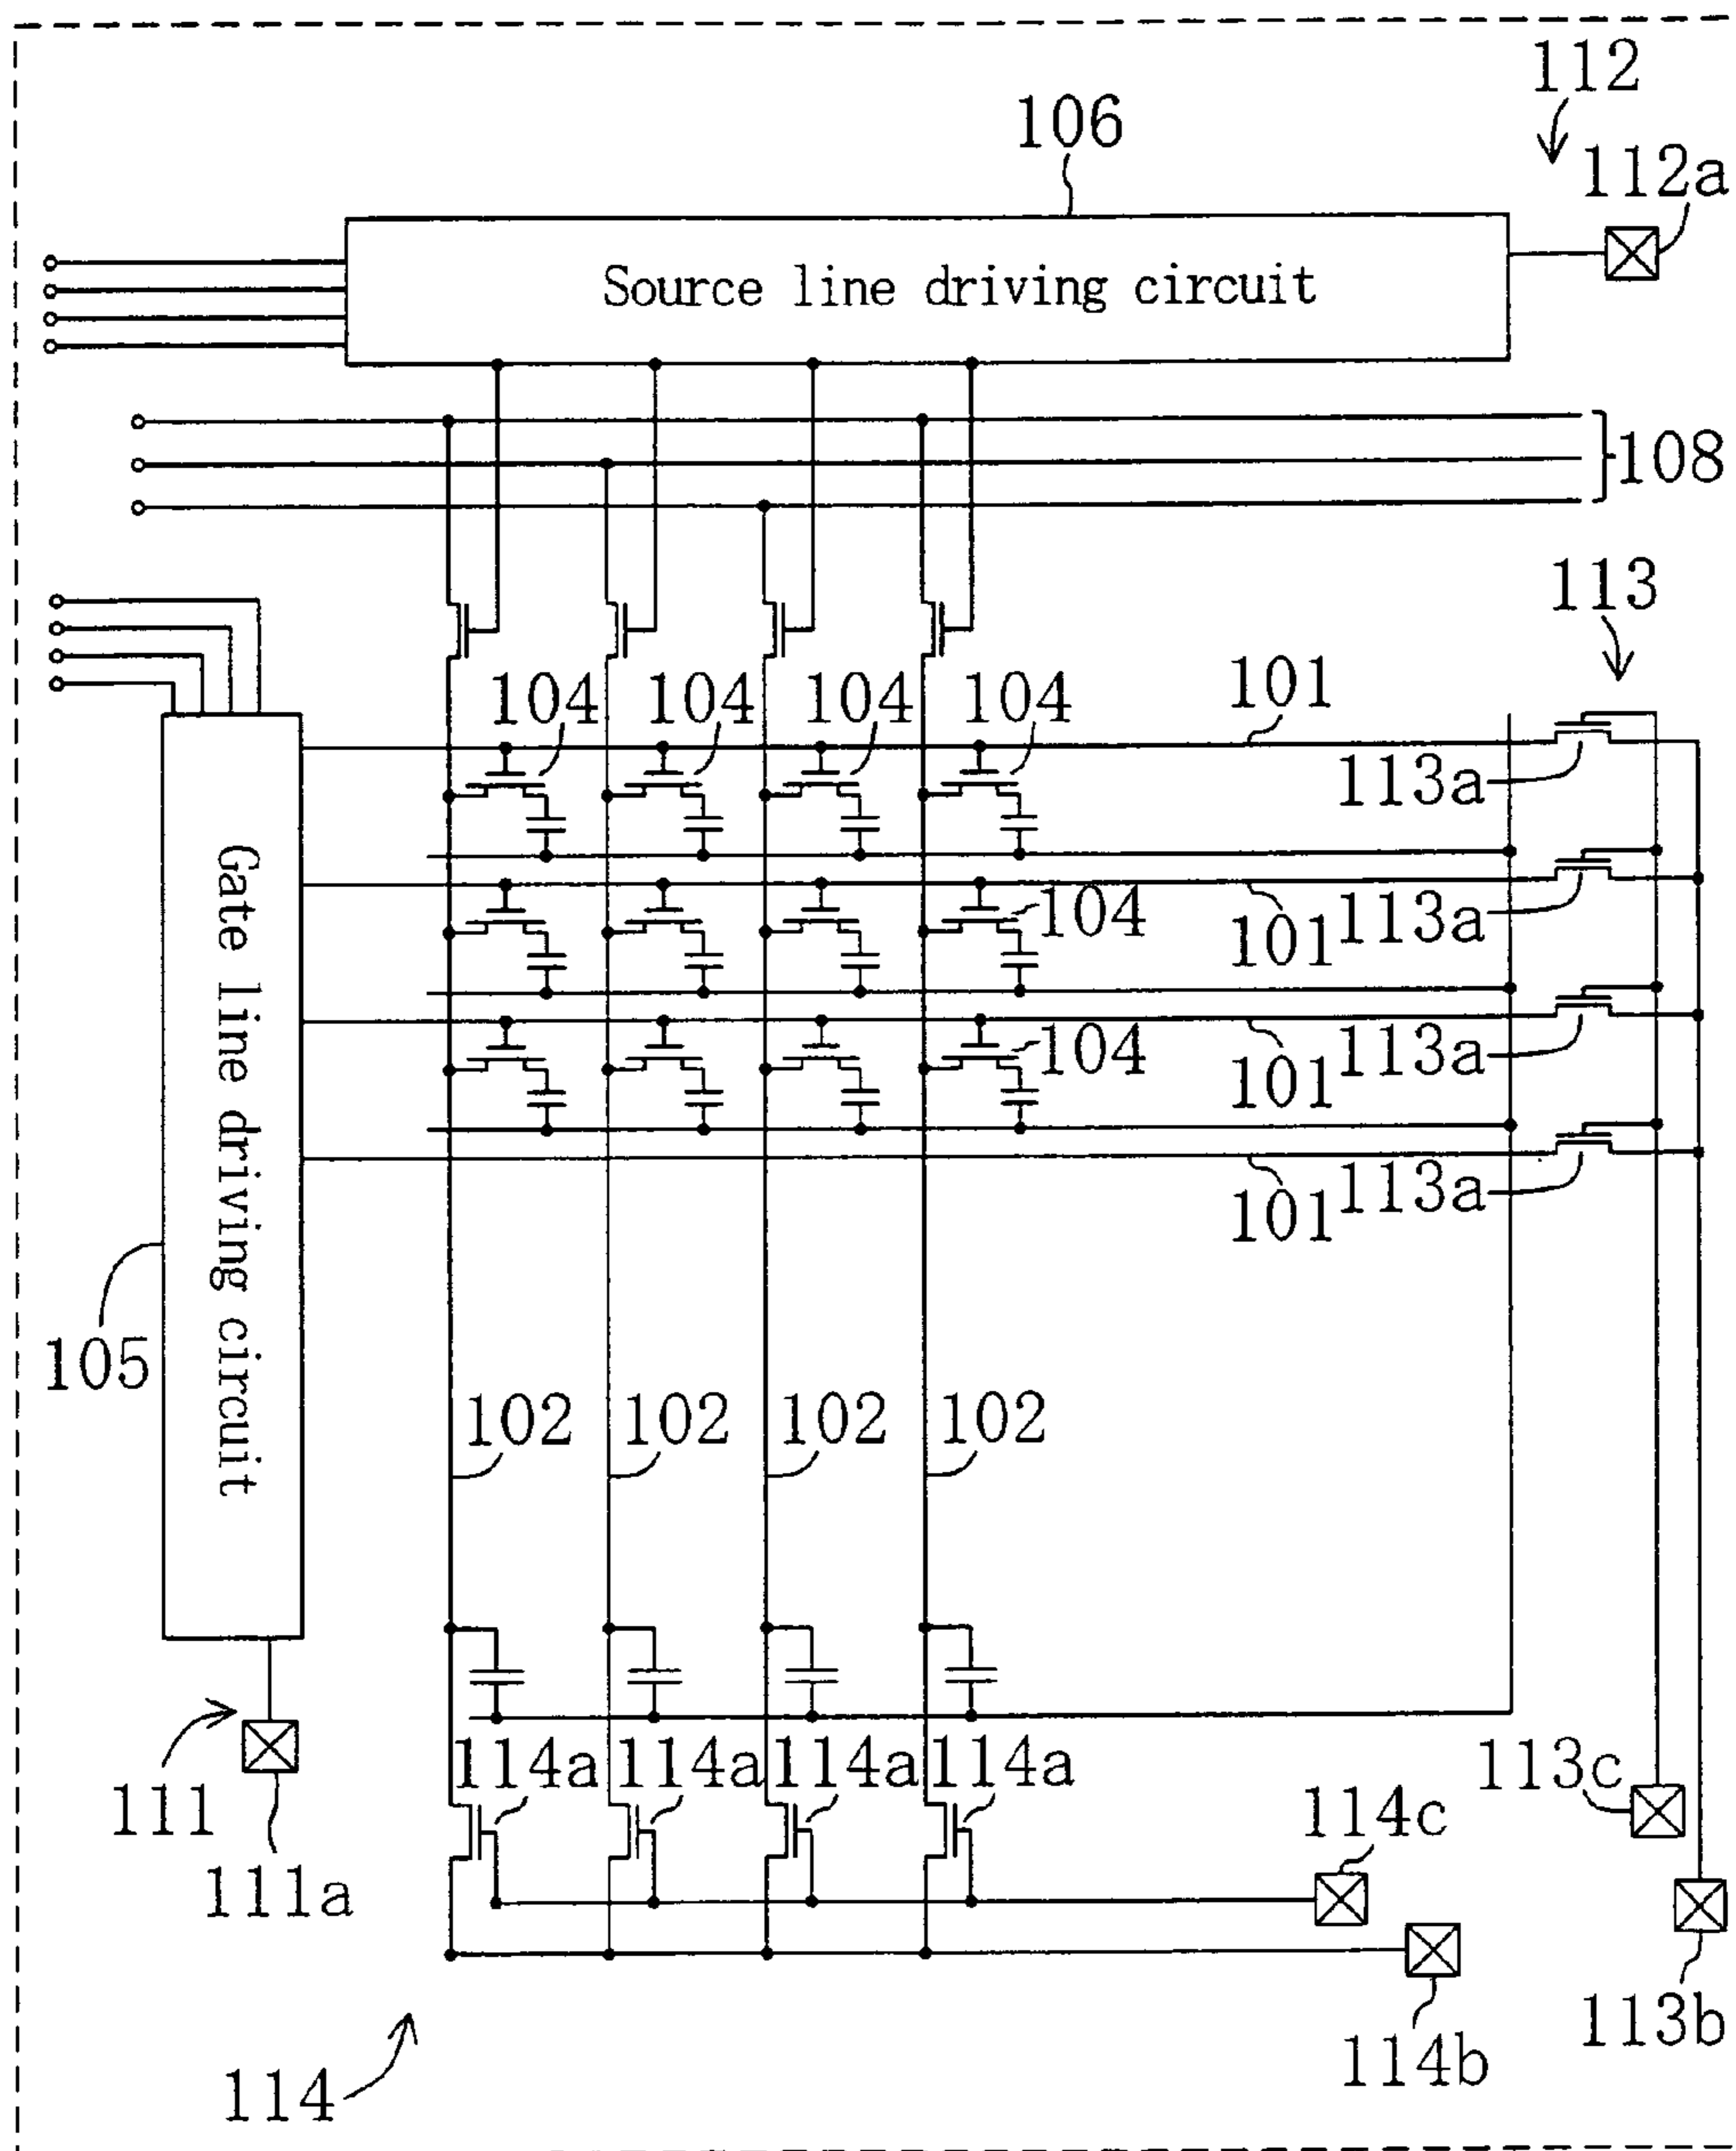 112
106
112a
Source line driving circuit
108
113
104 104 104 104 101
113a
104
101 113a
104
101 113a
101 113a
Gate line driving circuit
105
102 102 102 102
114a 114a 114a 114a
113c
111
114c
111a
113b
114b
114